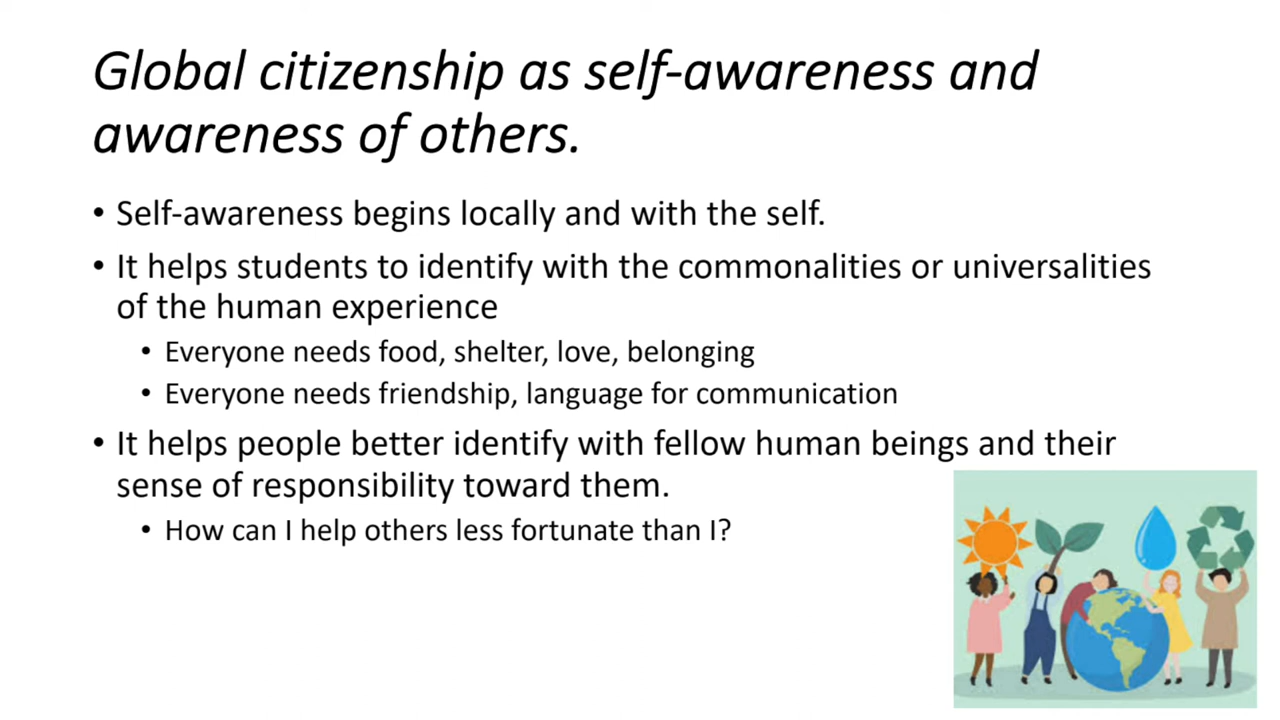 Global citizenship as self-awareness and
awareness of others.
• Self-awareness begins locally and with the self.
• It helps students to identify with the commonalities or universalities
of the human experience
• Everyone needs food, shelter, love, belonging
• Everyone needs friendship, language for communication
• It helps people better identify with fellow human beings and their
sense of responsibility toward them.
• How can I help others less fortunate than I?